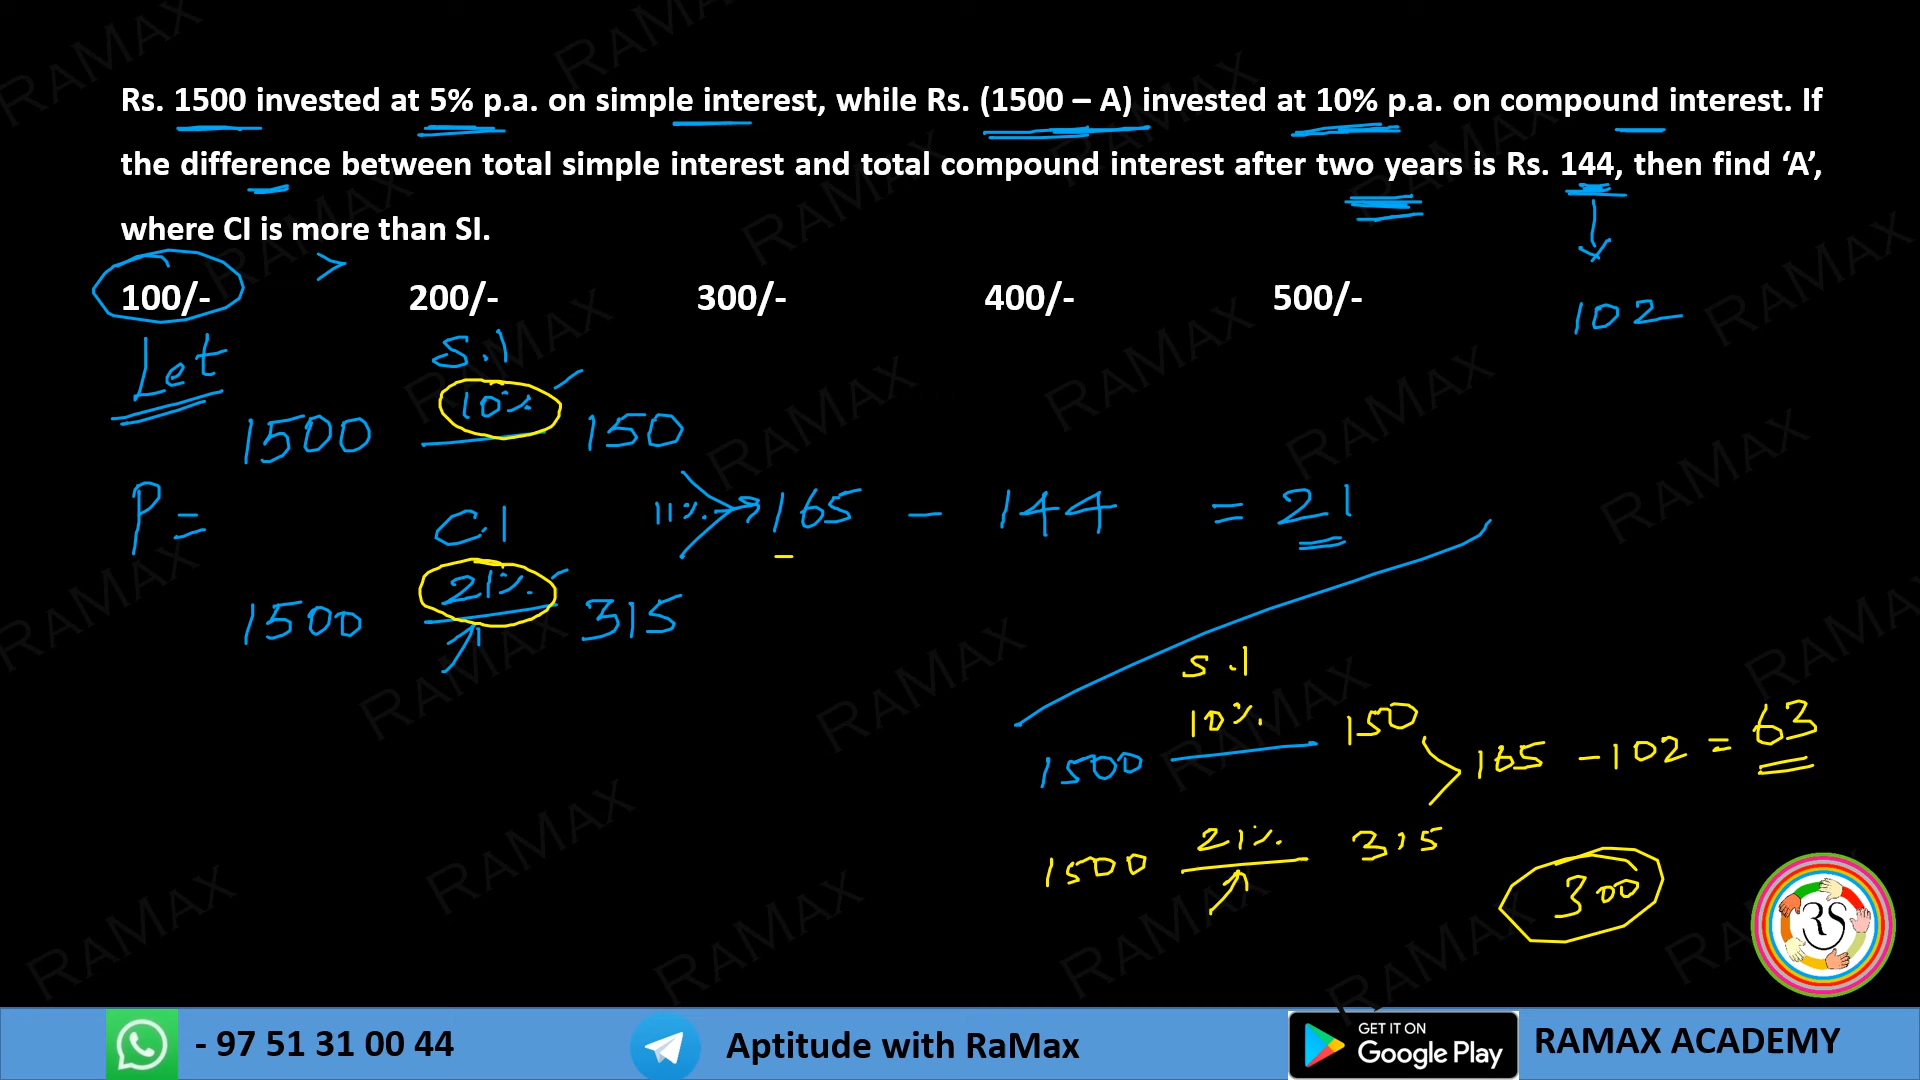 Rs. 1500 invested at 5% p.a. on simple interest, while Rs. (1500 – A) invested at 10% p.a. on compound interest. If
the difference between total simple interest and total compound interest after two years is Rs. 144, then find ‘A’,
where CI is more than SI.
>
100/- 200/- 300/- 400/- 500/-
102
Let
S.I
1500 10% 150
P =
11% 165 - 144 = 21
C.I
1500 21% 315
S.I
1500 10% 150
165 - 102 = 63
1500 21% 315
300
- 97 51 31 00 44
Aptitude with RaMax
GET IT ON
Google Play
RAMAX ACADEMY
RAMAX